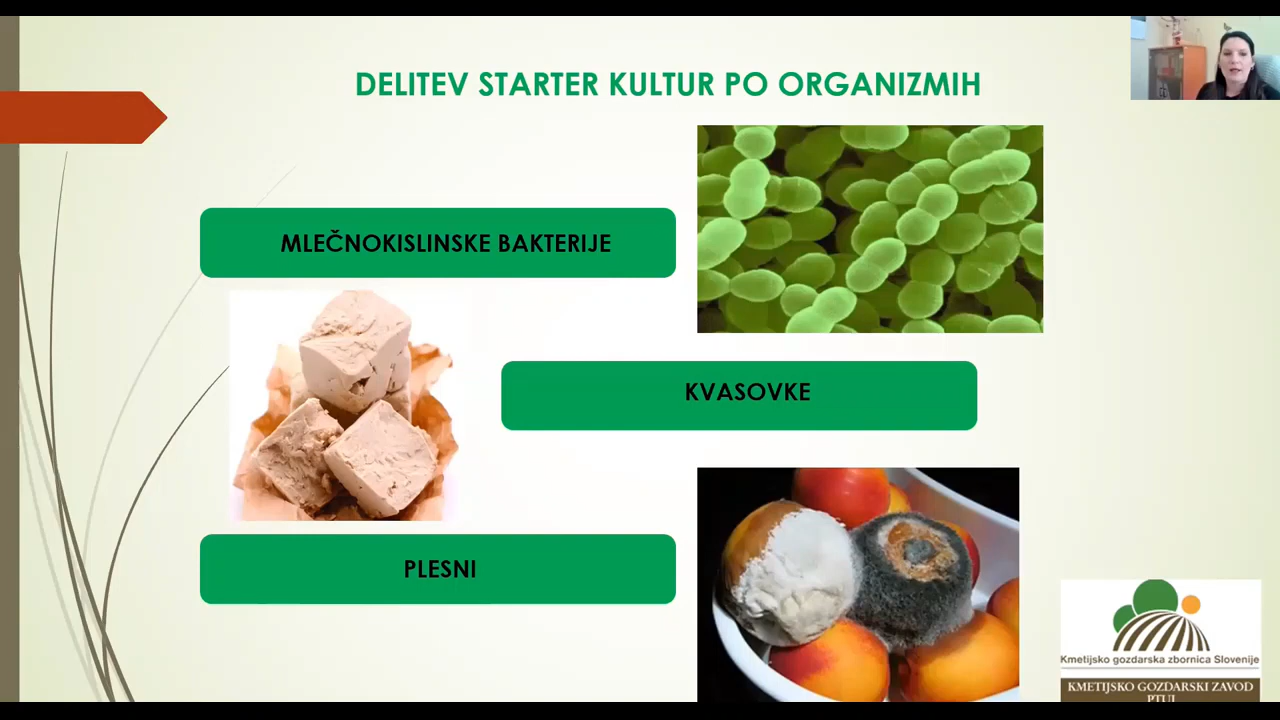 DELITEV STARTER KULTUR PO ORGANIZMIH
MLEČNOKISLINSKE BAKTERIJE
KVASOVKE
PLESNI
Kmetijsko gozdarska zbornica Slovenije
KMETIJSKO GOZDARSKI ZAVOD
PTUJ